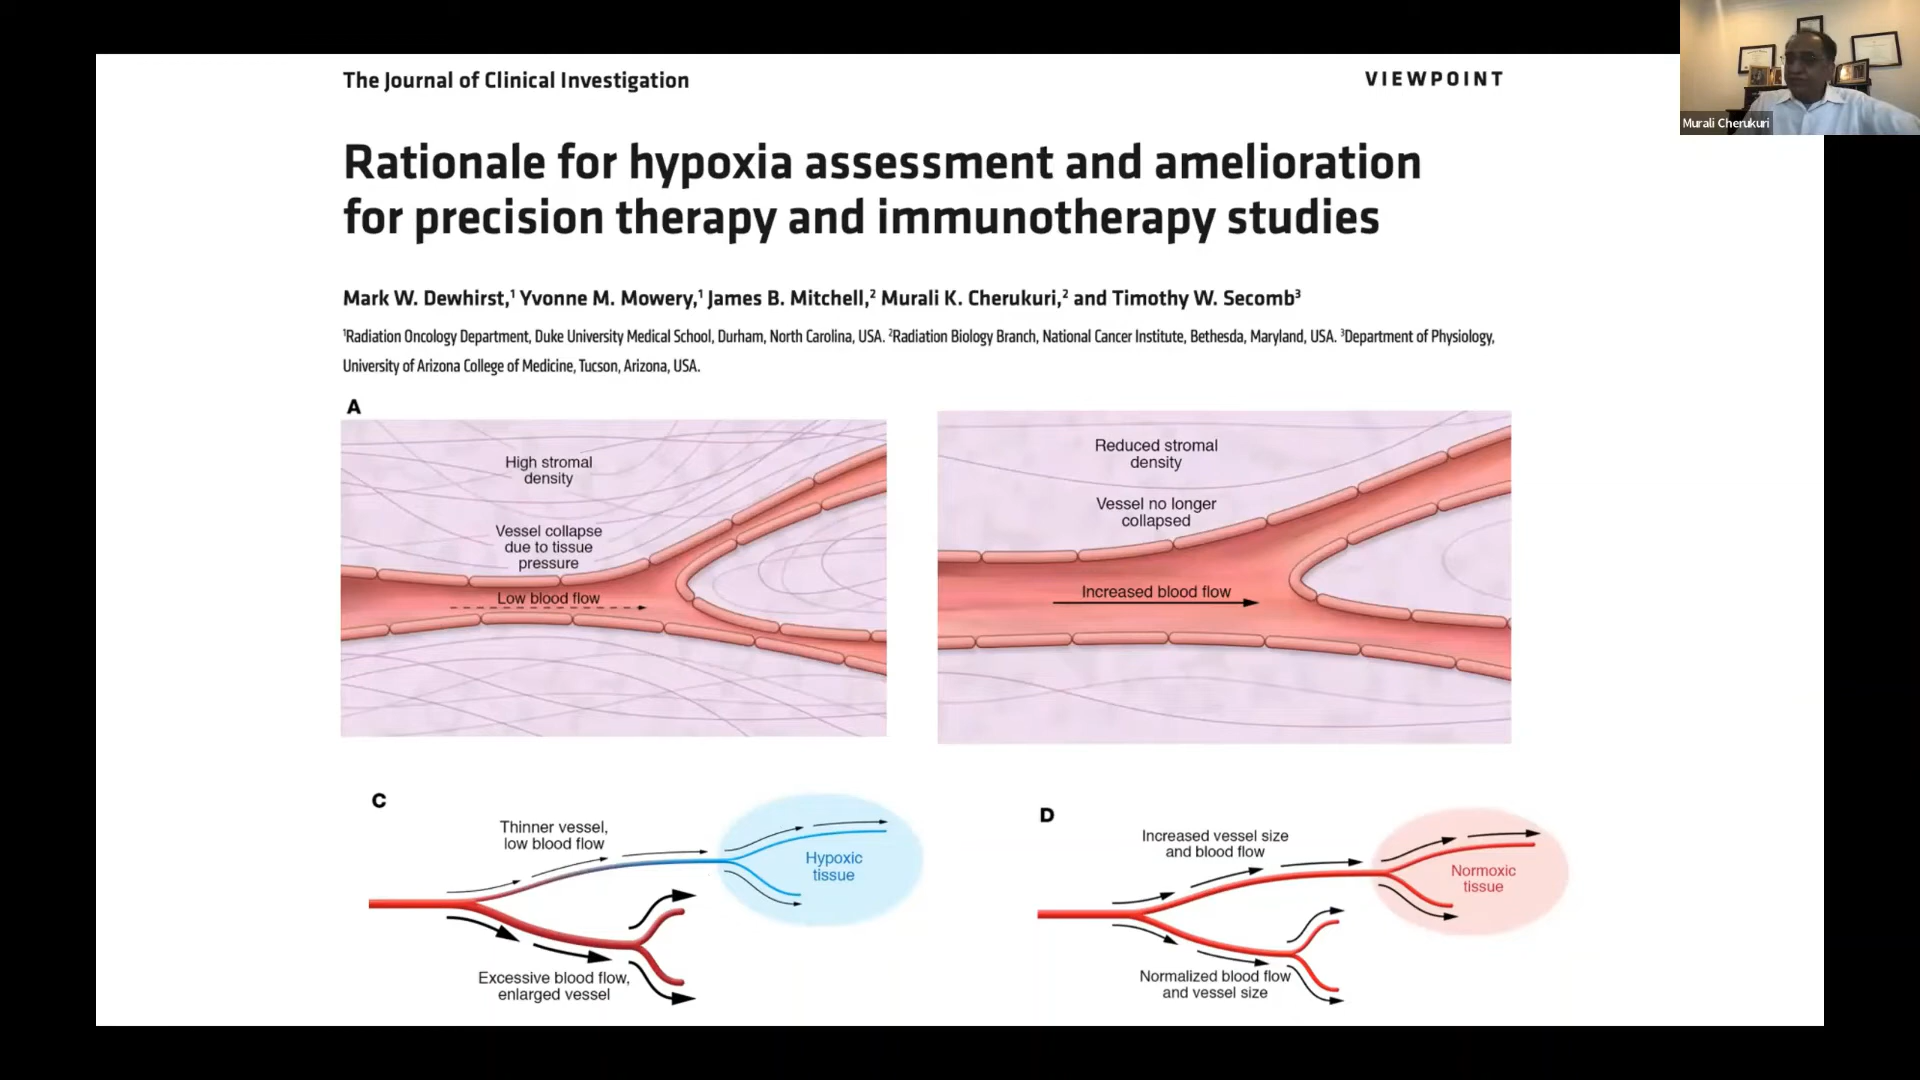 The Journal of Clinical Investigation
VIEWPOINT
Murali Cherukuri
Rationale for hypoxia assessment and amelioration
for precision therapy and immunotherapy studies
Mark W. Dewhirst,¹ Yvonne M. Mowery,¹ James B. Mitchell,² Murali K. Cherukuri,² and Timothy W. Secomb³
¹Radiation Oncology Department, Duke University Medical School, Durham, North Carolina, USA. ²Radiation Biology Branch, National Cancer Institute, Bethesda, Maryland, USA. ³Department of Physiology,
University of Arizona College of Medicine, Tucson, Arizona, USA.
A
High stromal
density
Vessel collapse
due to tissue
pressure
Low blood flow
Reduced stromal
density
Vessel no longer
collapsed
Increased blood flow
C
Thinner vessel,
low blood flow
Hypoxic
tissue
Excessive blood flow,
enlarged vessel
D
Increased vessel size
and blood flow
Normoxic
tissue
Normalized blood flow
and vessel size